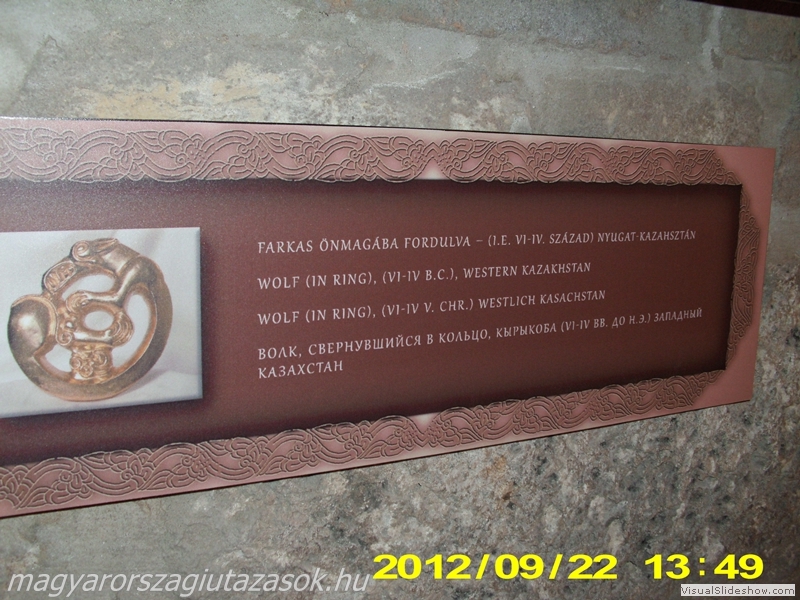 FARKAS ÖNMAGÁBA FORDULVA – (I.E. VI-IV. SZÁZAD) NYUGAT-KAZAHSZTÁN
WOLF (IN RING), (VI-IV B.C.), WESTERN KAZAKHSTAN
WOLF (IN RING), (VI-IV V. CHR.) WESTLICH KASACHSTAN
ВОЛК, СВЕРНУВШИЙСЯ В КОЛЬЦО, КЫРЫКОБА (VI-IV ВВ. ДО Н.Э.) ЗАПАДНЫЙ
КАЗАХСТАН
2012/09/22 13:49
magyarorszagiutazasok.hu
VisualSlideshow.com